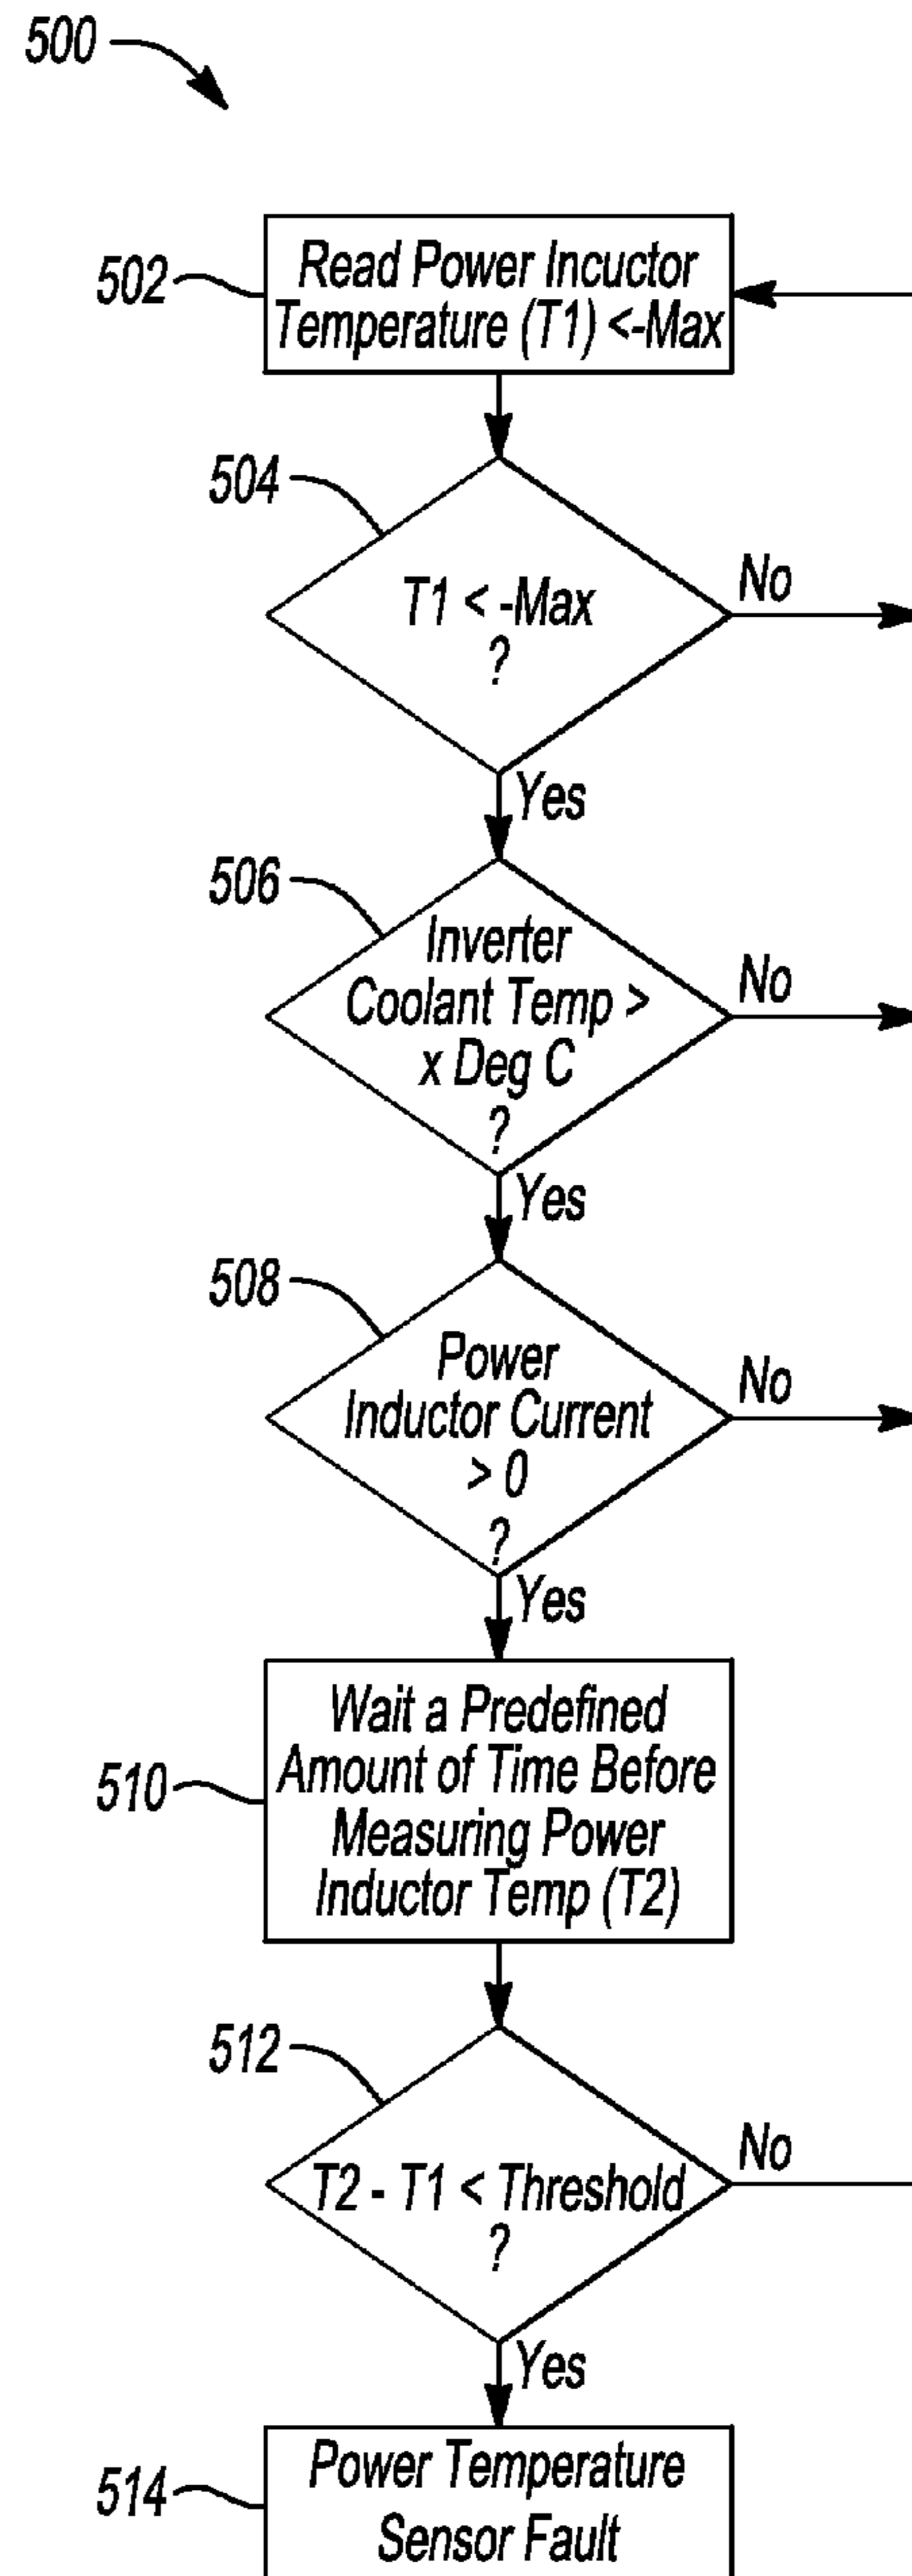 500
502
Read Power Incuctor
Temperature (T1) <-Max
504
T1 < -Max
?
No
Yes
506
Inverter
Coolant Temp >
x Deg C
?
No
Yes
508
Power
Inductor Current
> 0
?
No
Yes
510
Wait a Predefined
Amount of Time Before
Measuring Power
Inductor Temp (T2)
512
T2 - T1 < Threshold
?
No
Yes
514
Power Temperature
Sensor Fault